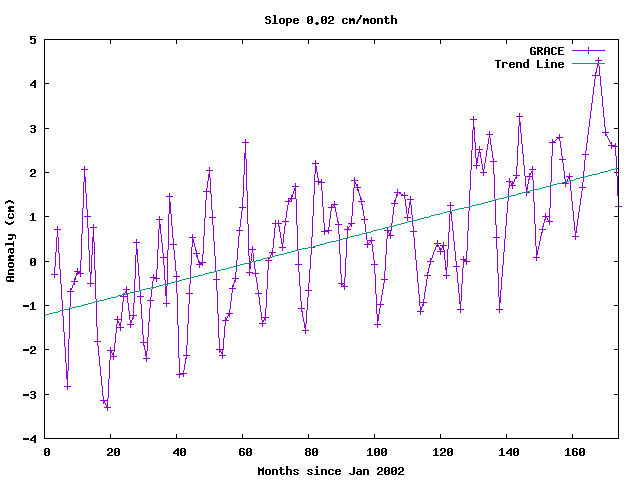 Slope 0.02 cm/month
5
4
3
2
1
0
-1
-2
-3
-4
Anomaly (cm)
GRACE
Trend Line
0 20 40 60 80 100 120 140 160
Months since Jan 2002